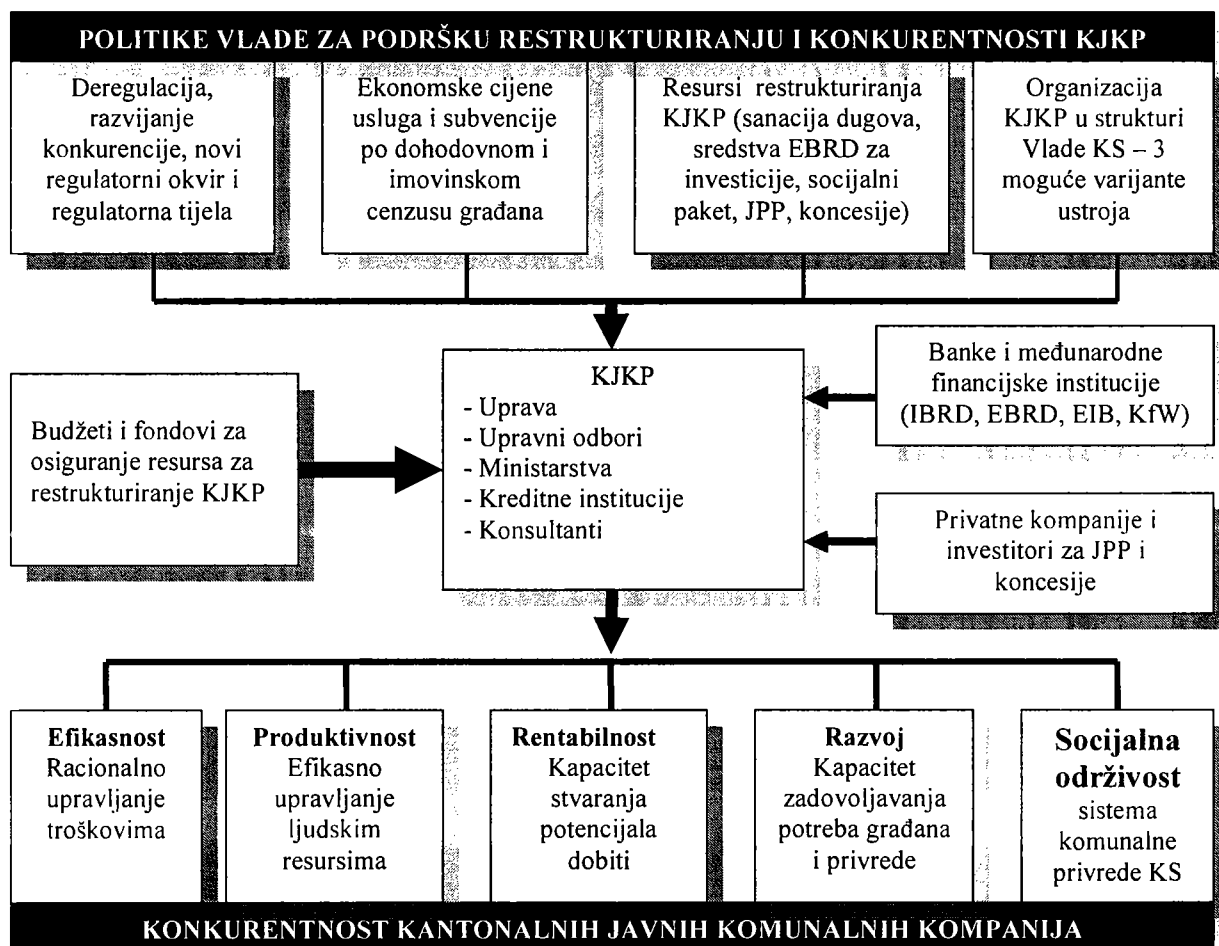 POLITIKE VLADE ZA PODRŠKU RESTRUKTURIRANJU I KONKURENTNOSTI KJKP
Deregulacija,
razvijanje
konkurencije, novi
regulatorni okvir i
regulatorna tijela
Ekonomske cijene
usluga i subvencije
po dohodovnom i
imovinskom
cenzusu građana
Resursi restrukturiranja
KJKP (sanacija dugova,
sredstva EBRD za
investicije, socijalni
paket, JPP, koncesije)
Organizacija
KJKP u strukturi
Vlade KS – 3
moguće varijante
ustroja
Budžeti i fondovi za
osiguranje resursa za
restrukturiranje KJKP
KJKP
- Uprava
- Upravni odbori
- Ministarstva
- Kreditne institucije
- Konsultanti
Banke i međunarodne
financijske institucije
(IBRD, EBRD, EIB, KfW)
Privatne kompanije i
investitori za JPP i
koncesije
Efikasnost
Racionalno
upravljanje
troškovima
Produktivnost
Efikasno
upravljanje
ljudskim
resursima
Rentabilnost
Kapacitet
stvaranja
potencijala
dobiti
Razvoj
Kapacitet
zadovoljavanja
potreba građana
i privrede
Socijalna
održivost
sistema
komunalne
privrede KS
KONKURENTNOST KANTONALNIH JAVNIH KOMUNALNIH KOMPANIJA